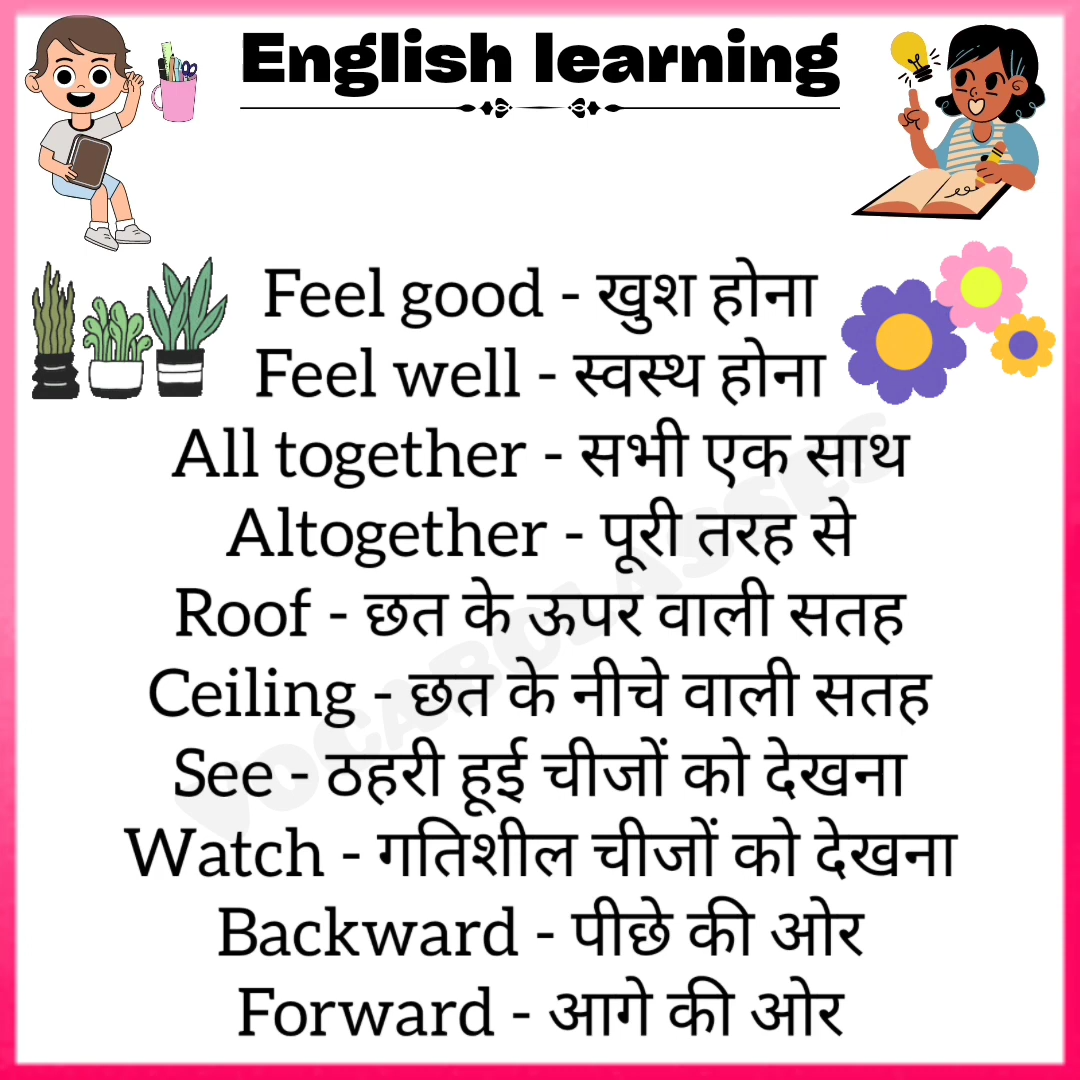 English learning
Feel good - खुश होना
Feel well - स्वस्थ होना
All together - सभी एक साथ
Altogether - पूरी तरह से
Roof - छत के ऊपर वाली सतह
Ceiling - छत के नीचे वाली सतह
See - ठहरी हूई चीजों को देखना
Watch - गतिशील चीजों को देखना
Backward - पीछे की ओर
Forward - आगे की ओर
VOCABOLASSES